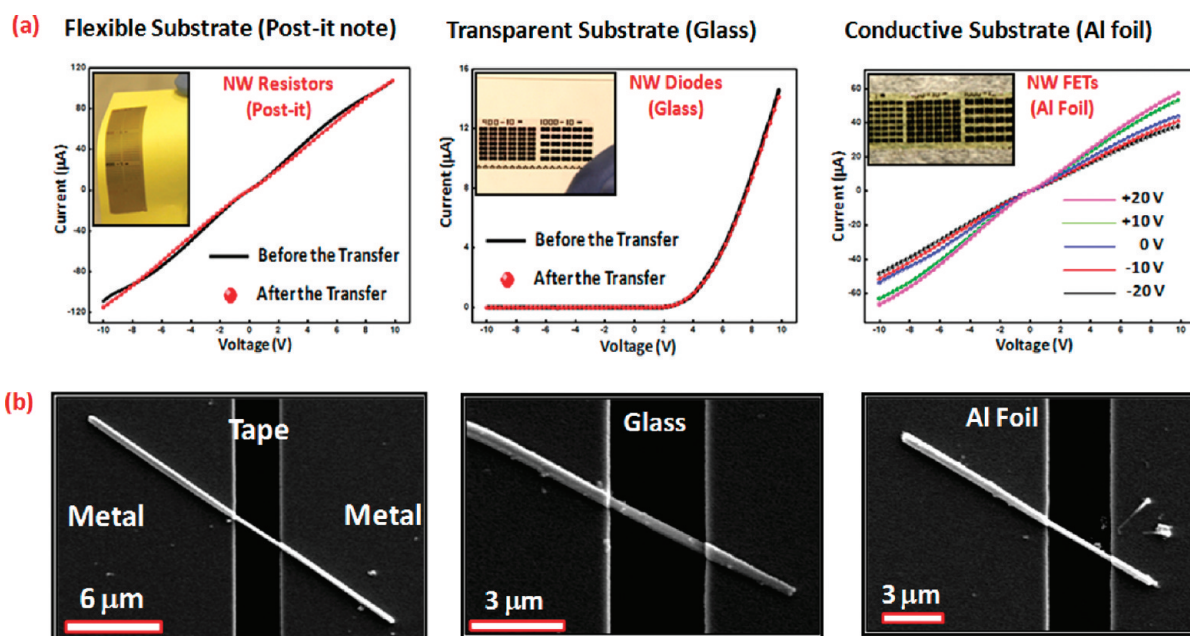 (a)
Flexible Substrate (Post-it note)
Transparent Substrate (Glass)
Conductive Substrate (Al foil)
120
80
40
0
-40
-80
-120
Current (µA)
NW Resistors
(Post-it)
Before the Transfer
After the Transfer
-10 -8 -6 -4 -2 0 2 4 6 8 10
Voltage (V)
16
12
8
4
0
Current (µA)
NW Diodes
(Glass)
400-10 1000-10
Before the Transfer
After the Transfer
-10 -8 -6 -4 -2 0 2 4 6 8 10
Voltage (V)
60
40
20
0
-20
-40
-60
Current (µA)
NW FETs
(Al Foil)
+20 V
+10 V
0 V
-10 V
-20 V
-10 -8 -6 -4 -2 0 2 4 6 8 10
Voltage (V)
(b)
Tape
Metal
Metal
6 µm
Glass
3 µm
Al Foil
3 µm